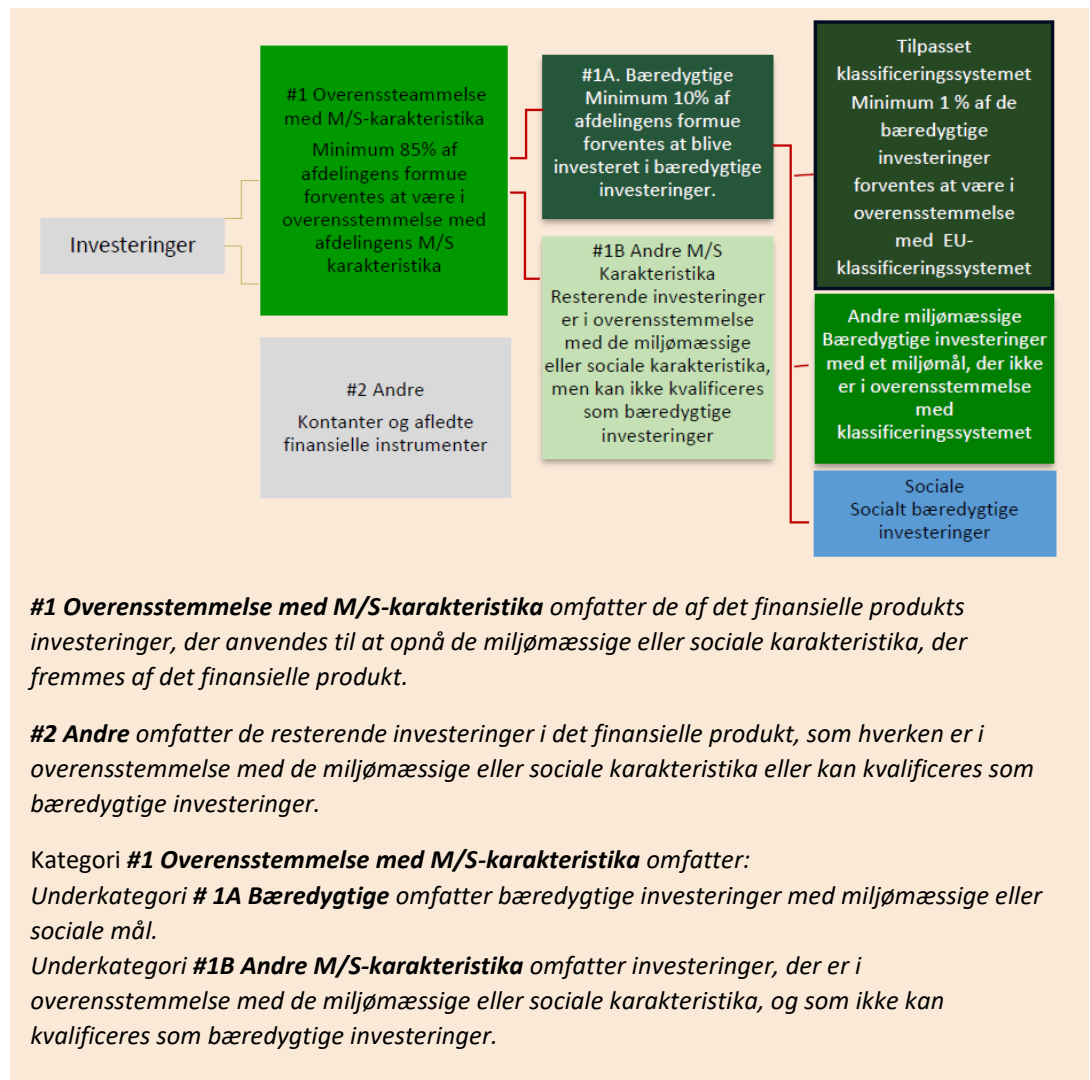 Investeringer
#1 Overenssteammelse
med M/S-karakteristika
Minimum 85% af
afdelingens formue
forventes at være i
overensstemmelse med
afdelingens M/S
karakteristika
#2 Andre
Kontanter og afledte
finansielle instrumenter
#1A. Bæredygtige
Minimum 10% af
afdelingens formue
forventes at blive
investeret i bæredygtige
investeringer.
#1B Andre M/S
Karakteristika
Resterende investeringer
er i overensstemmelse
med de miljømæssige
eller sociale karakteristika,
men kan ikke kvalificeres
som bæredygtige
investeringer
Tilpasset
klassificeringssystemet
Minimum 1 % af de
bæredygtige
investeringer
forventes at være i
overensstemmelse
med EU-
klassificeringssystemet
Andre miljømæssige
Bæredygtige investeringer
med et miljømål, der ikke
er i overensstemmelse
med
klassificeringssystemet
Sociale
Socialt bæredygtige
investeringer
#1 Overensstemmelse med M/S-karakteristika omfatter de af det finansielle produkts
investeringer, der anvendes til at opnå de miljømæssige eller sociale karakteristika, der
fremmes af det finansielle produkt.
#2 Andre omfatter de resterende investeringer i det finansielle produkt, som hverken er i
overensstemmelse med de miljømæssige eller sociale karakteristika eller kan kvalificeres som
bæredygtige investeringer.
Kategori #1 Overensstemmelse med M/S-karakteristika omfatter:
Underkategori # 1A Bæredygtige omfatter bæredygtige investeringer med miljømæssige eller
sociale mål.
Underkategori #1B Andre M/S-karakteristika omfatter investeringer, der er i
overensstemmelse med de miljømæssige eller sociale karakteristika, og som ikke kan
kvalificeres som bæredygtige investeringer.